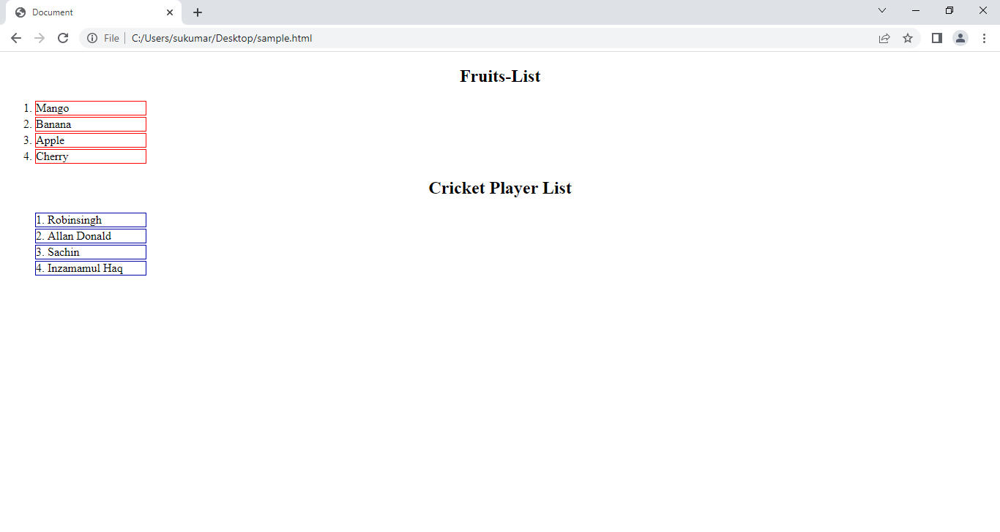 Document
File C:/Users/sukumar/Desktop/sample.html
Fruits-List
1. Mango
2. Banana
3. Apple
4. Cherry
Cricket Player List
1. Robinsingh
2. Allan Donald
3. Sachin
4. Inzamamul Haq